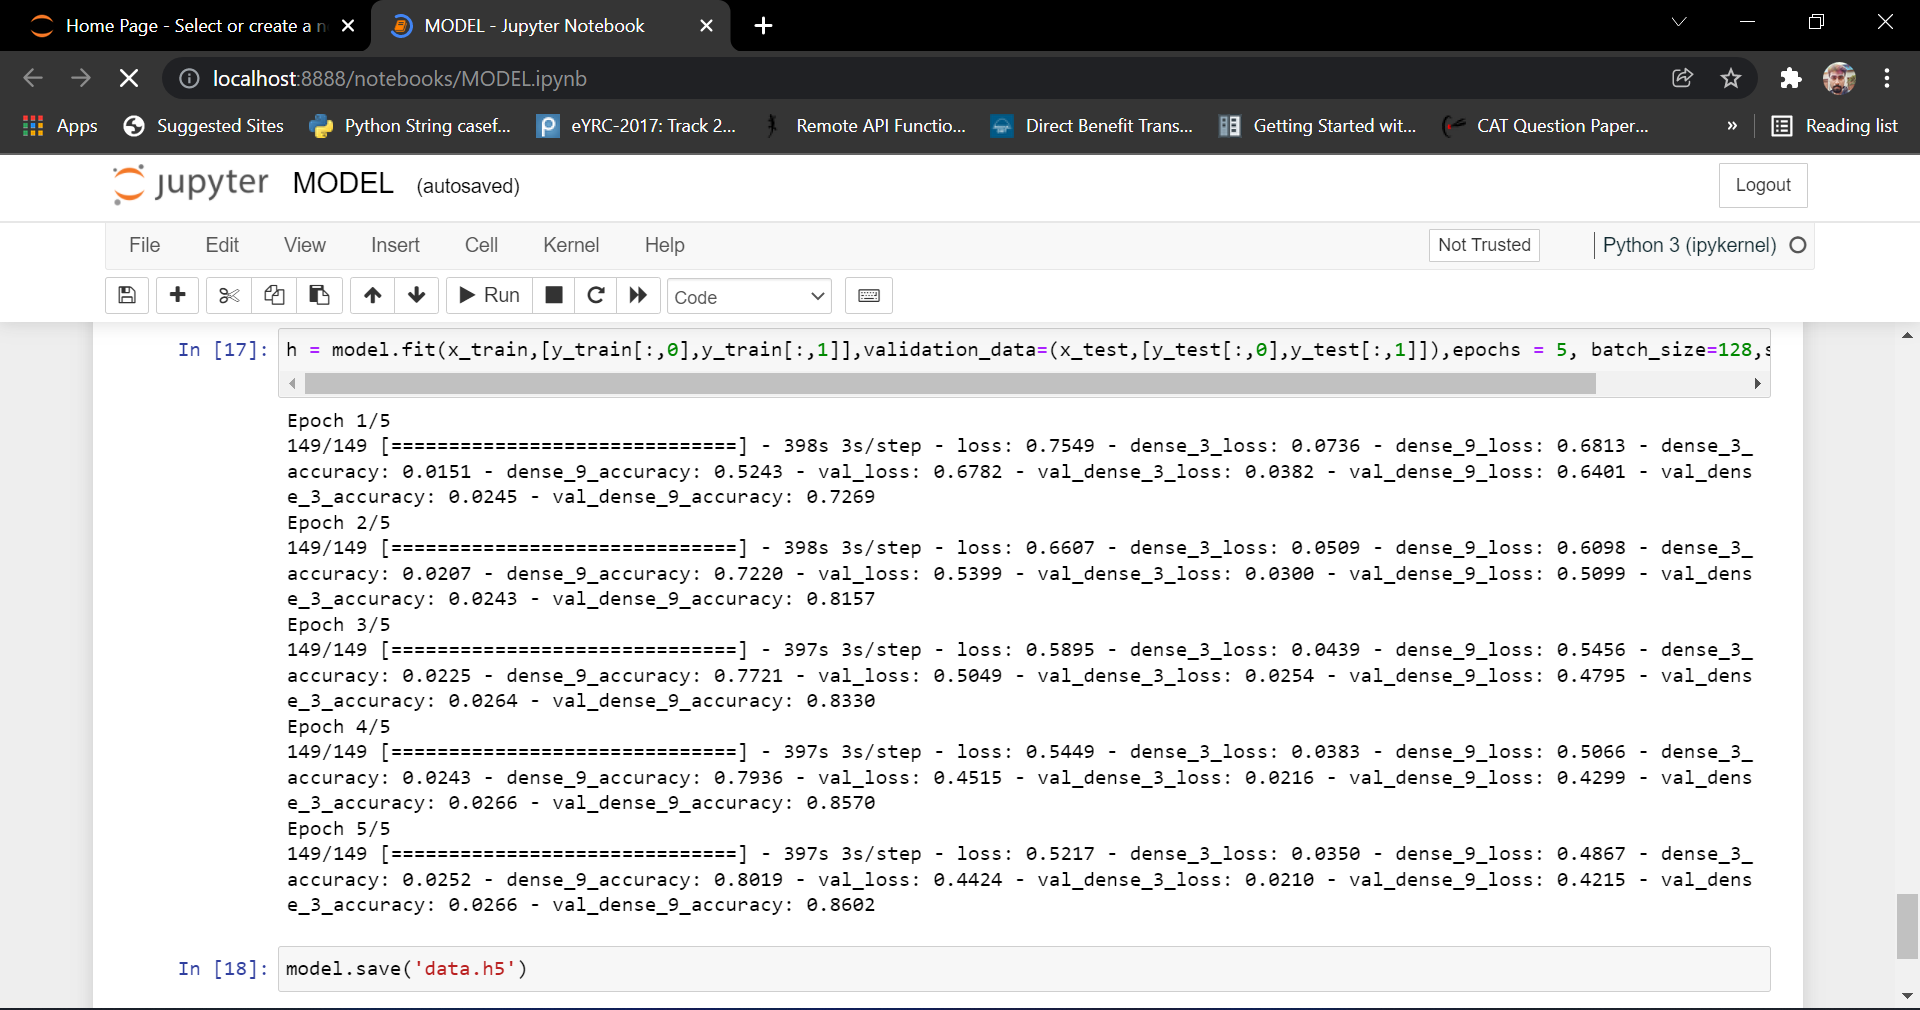 Home Page - Select or create a n
MODEL - Jupyter Notebook
localhost:8888/notebooks/MODEL.ipynb
Apps
Suggested Sites
Python String casef...
eYRC-2017: Track 2...
Remote API Functio...
Direct Benefit Trans...
Getting Started wit...
CAT Question Paper...
»
Reading list
jupyter MODEL (autosaved)
Logout
File Edit View Insert Cell Kernel Help
Not Trusted
Python 3 (ipykernel)
Run
Code
In [17]: h = model.fit(x_train,[y_train[:,0],y_train[:,1]],validation_data=(x_test,[y_test[:,0],y_test[:,1]]),epochs = 5, batch_size=128,s
Epoch 1/5
149/149 [==============================] - 398s 3s/step - loss: 0.7549 - dense_3_loss: 0.0736 - dense_9_loss: 0.6813 - dense_3_
accuracy: 0.0151 - dense_9_accuracy: 0.5243 - val_loss: 0.6782 - val_dense_3_loss: 0.0382 - val_dense_9_loss: 0.6401 - val_dens
e_3_accuracy: 0.0245 - val_dense_9_accuracy: 0.7269
Epoch 2/5
149/149 [==============================] - 398s 3s/step - loss: 0.6607 - dense_3_loss: 0.0509 - dense_9_loss: 0.6098 - dense_3_
accuracy: 0.0207 - dense_9_accuracy: 0.7220 - val_loss: 0.5399 - val_dense_3_loss: 0.0300 - val_dense_9_loss: 0.5099 - val_dens
e_3_accuracy: 0.0243 - val_dense_9_accuracy: 0.8157
Epoch 3/5
149/149 [==============================] - 397s 3s/step - loss: 0.5895 - dense_3_loss: 0.0439 - dense_9_loss: 0.5456 - dense_3_
accuracy: 0.0225 - dense_9_accuracy: 0.7721 - val_loss: 0.5049 - val_dense_3_loss: 0.0254 - val_dense_9_loss: 0.4795 - val_dens
e_3_accuracy: 0.0264 - val_dense_9_accuracy: 0.8330
Epoch 4/5
149/149 [==============================] - 397s 3s/step - loss: 0.5449 - dense_3_loss: 0.0383 - dense_9_loss: 0.5066 - dense_3_
accuracy: 0.0243 - dense_9_accuracy: 0.7936 - val_loss: 0.4515 - val_dense_3_loss: 0.0216 - val_dense_9_loss: 0.4299 - val_dens
e_3_accuracy: 0.0266 - val_dense_9_accuracy: 0.8570
Epoch 5/5
149/149 [==============================] - 397s 3s/step - loss: 0.5217 - dense_3_loss: 0.0350 - dense_9_loss: 0.4867 - dense_3_
accuracy: 0.0252 - dense_9_accuracy: 0.8019 - val_loss: 0.4424 - val_dense_3_loss: 0.0210 - val_dense_9_loss: 0.4215 - val_dens
e_3_accuracy: 0.0266 - val_dense_9_accuracy: 0.8602
In [18]: model.save('data.h5')